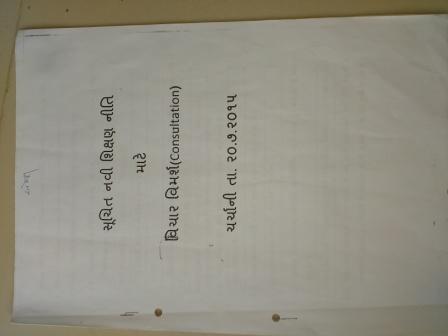 સૂચિત નવી શિક્ષણ નીતિ
માટે
વિચાર વિમર્શ(Consultation)
ચર્ચાની તા. ૨૦.૭.૨૦૧૫